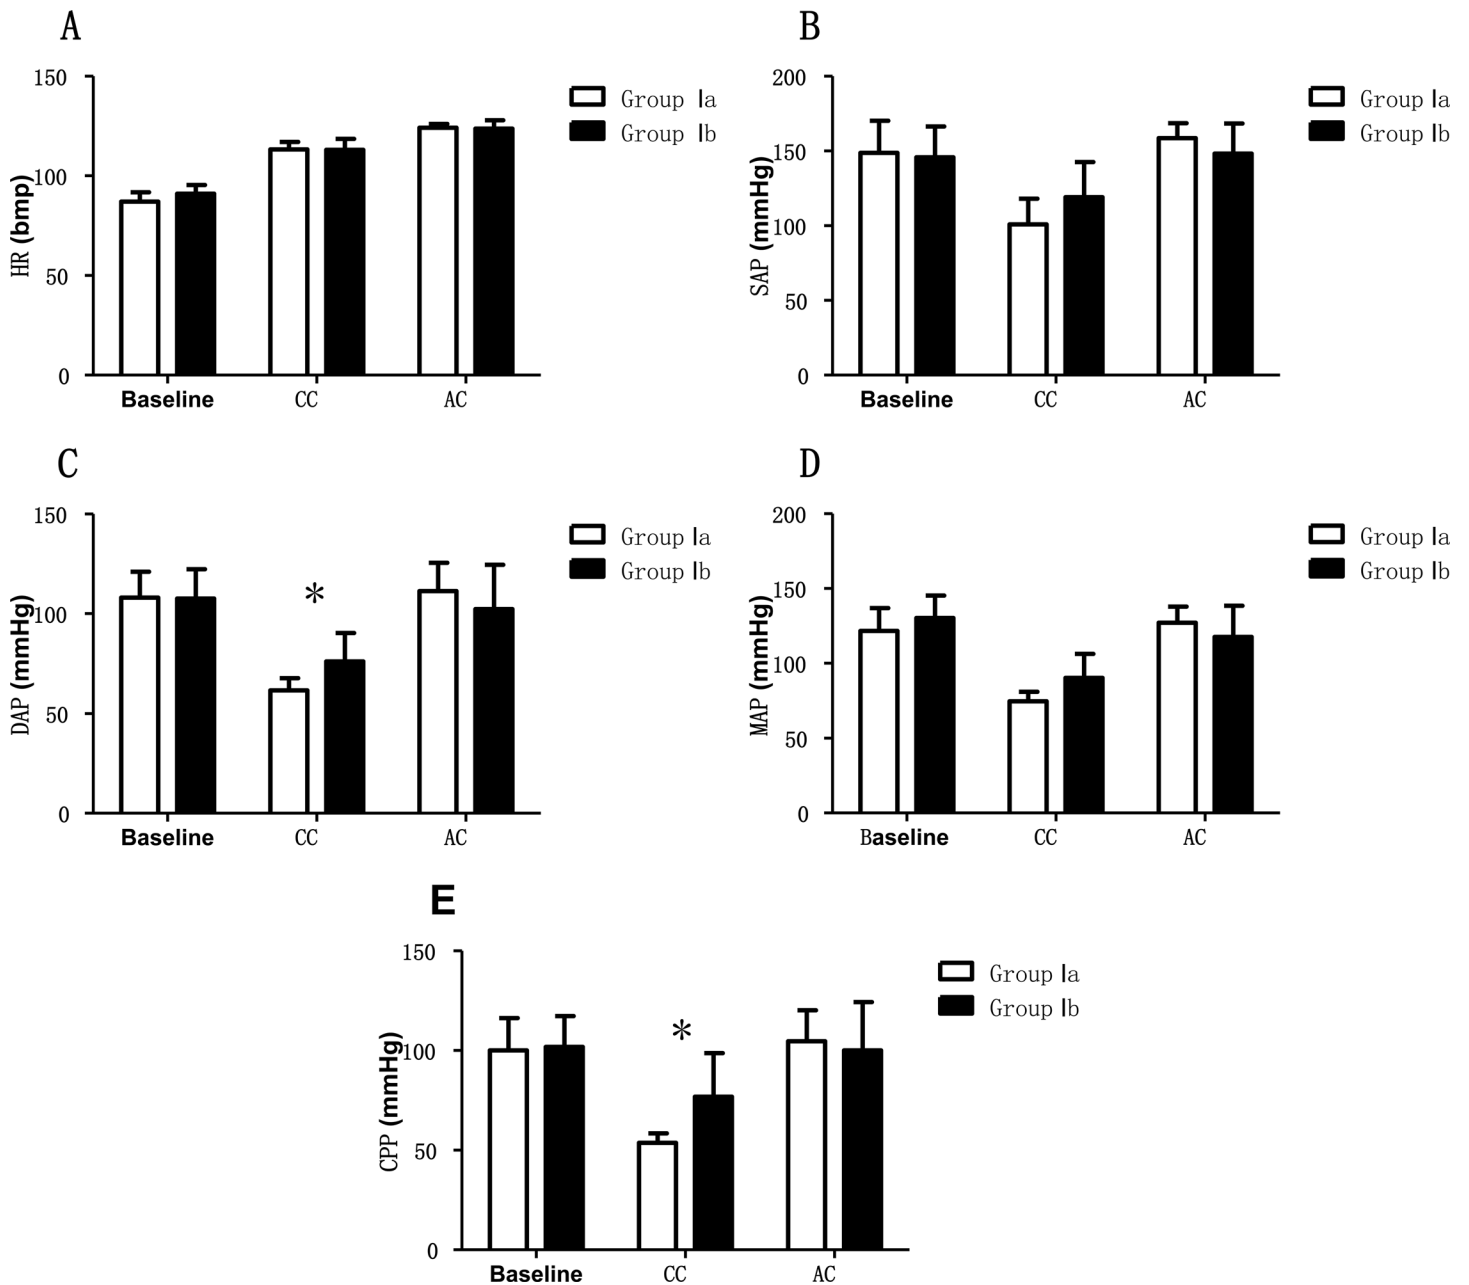 A
150
100
50
0
HR (bmp)
Baseline CC AC
Group Ia
Group Ib
B
200
150
100
50
0
SAP (mmHg)
Baseline CC AC
Group Ia
Group Ib
C
150
100
50
0
DAP (mmHg)
*
Baseline CC AC
Group Ia
Group Ib
D
200
150
100
50
0
MAP (mmHg)
Baseline CC AC
Group Ia
Group Ib
E
150
100
50
0
CPP (mmHg)
*
Baseline CC AC
Group Ia
Group Ib